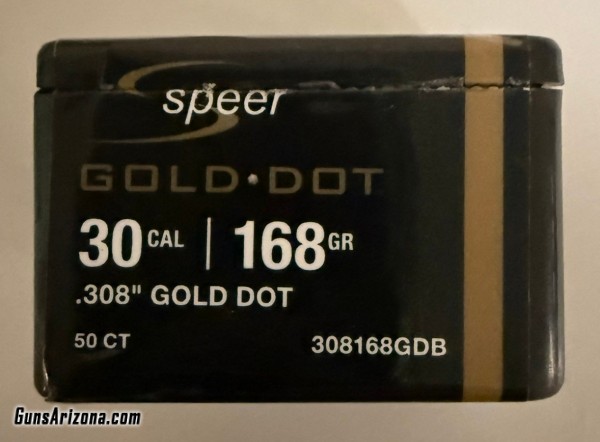 speer
GOLD•DOT
30 CAL | 168 GR
.308" GOLD DOT
50 CT 308168GDB
GunsArizona.com